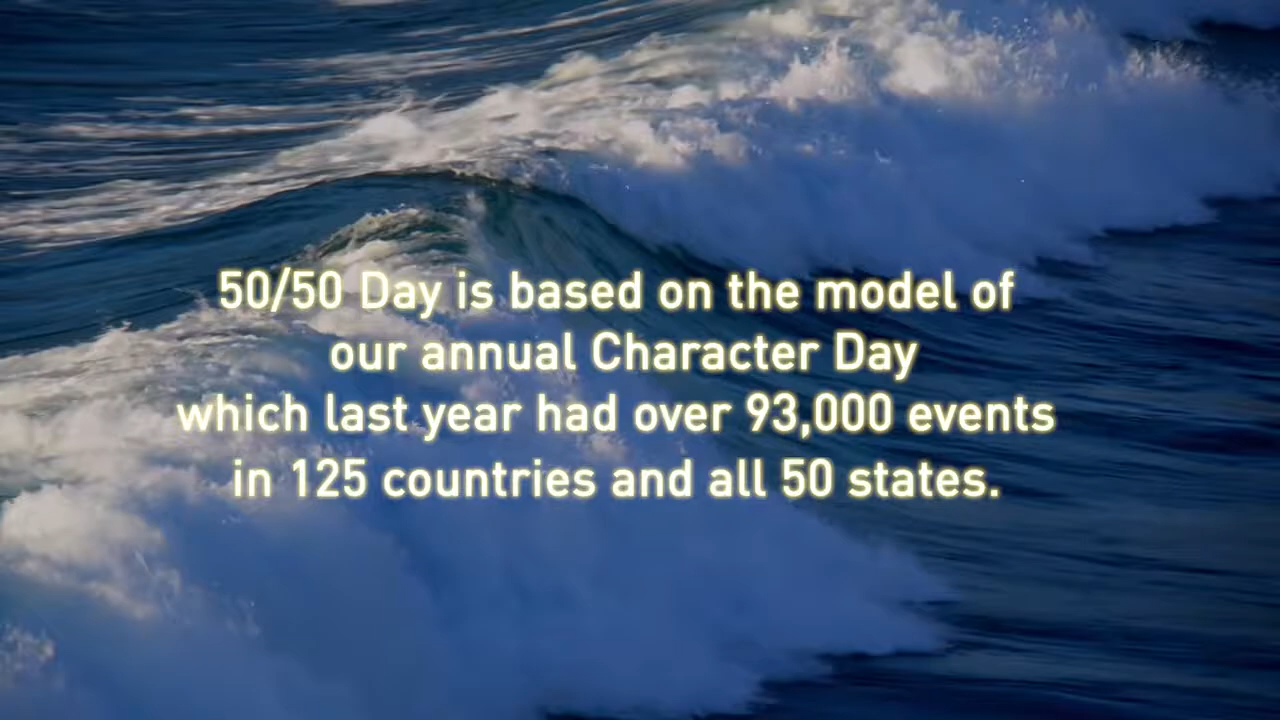 50/50 Day is based on the model of
our annual Character Day
which last year had over 93,000 events
in 125 countries and all 50 states.